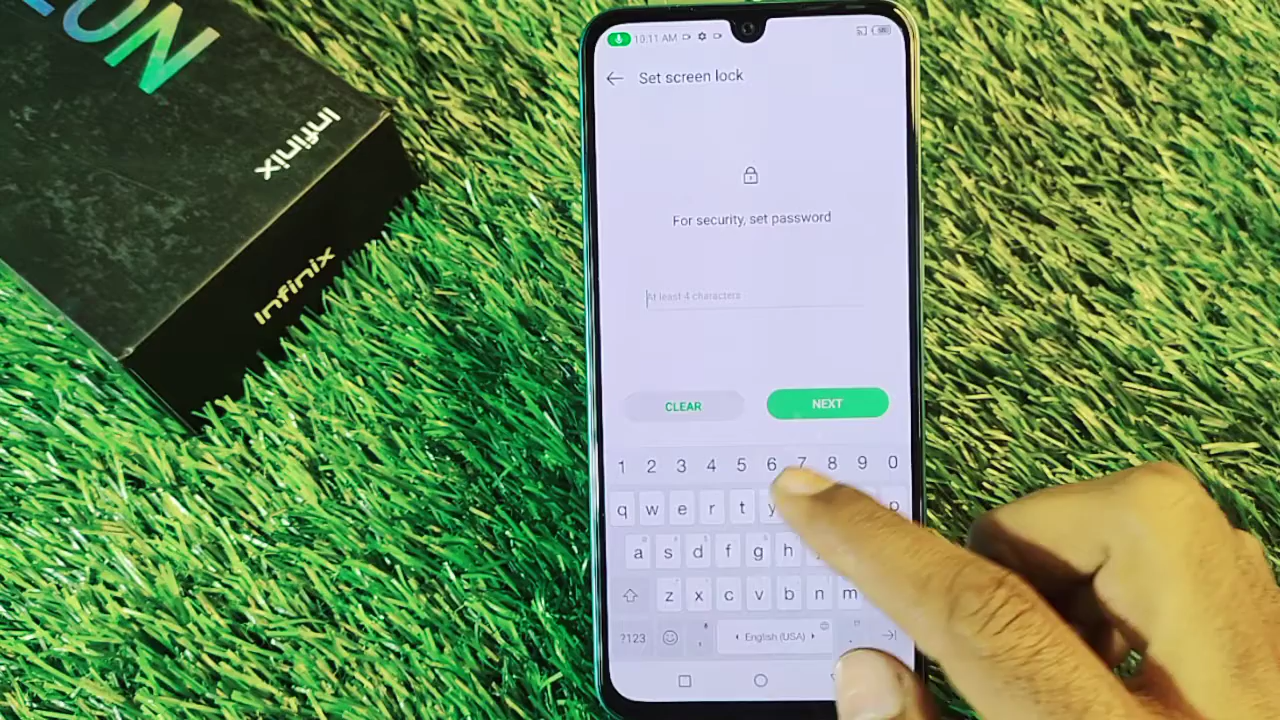 ON
Infinix
Infinix
10:11 AM
Set screen lock
For security, set password
At least 4 characters
CLEAR
NEXT
1 2 3 4 5 6 7 8 9 0
q w e r t y p
a s d f g h
z x c v b n m
?123 , English (USA) .